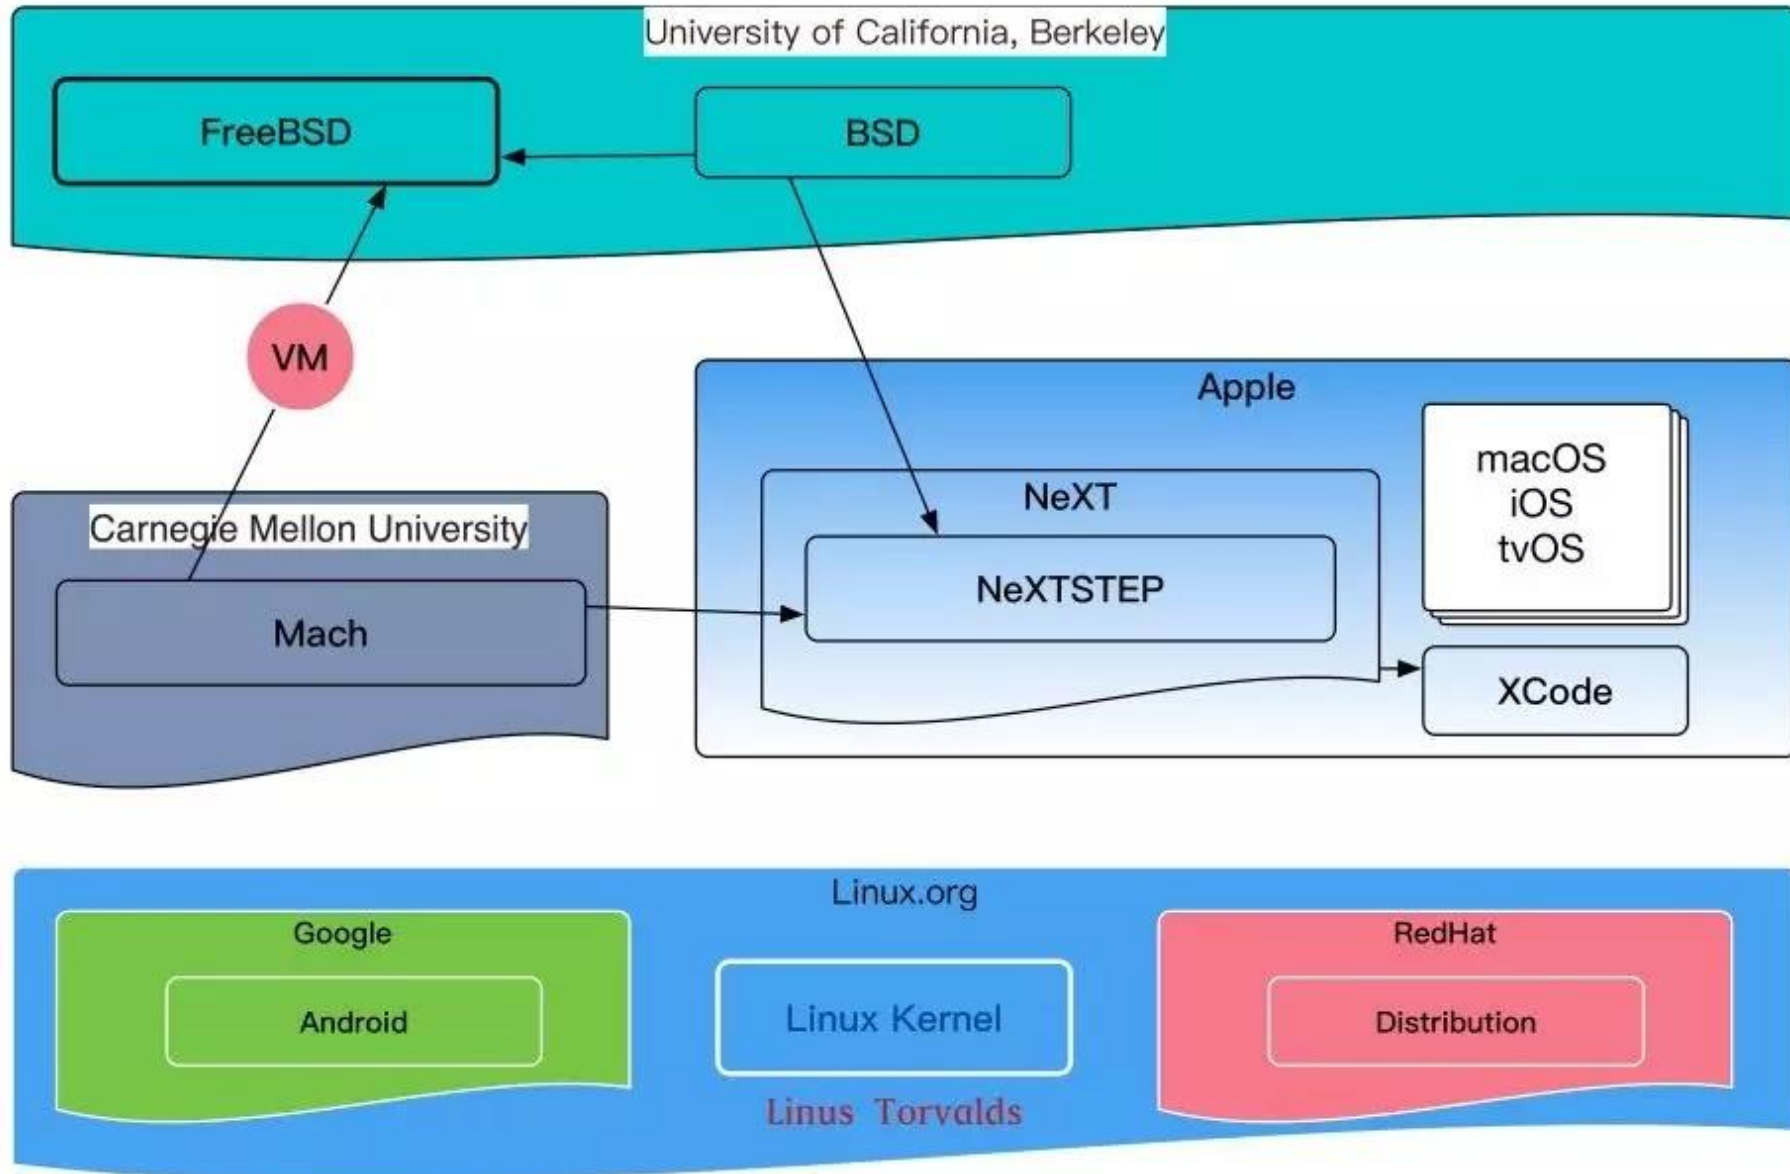 University of California, Berkeley
FreeBSD
BSD
VM
Apple
macOS
iOS
tvOS
NeXT
NeXTSTEP
XCode
Carnegie Mellon University
Mach
Linux.org
Google
Android
Linux Kernel
Linus Torvalds
RedHat
Distribution